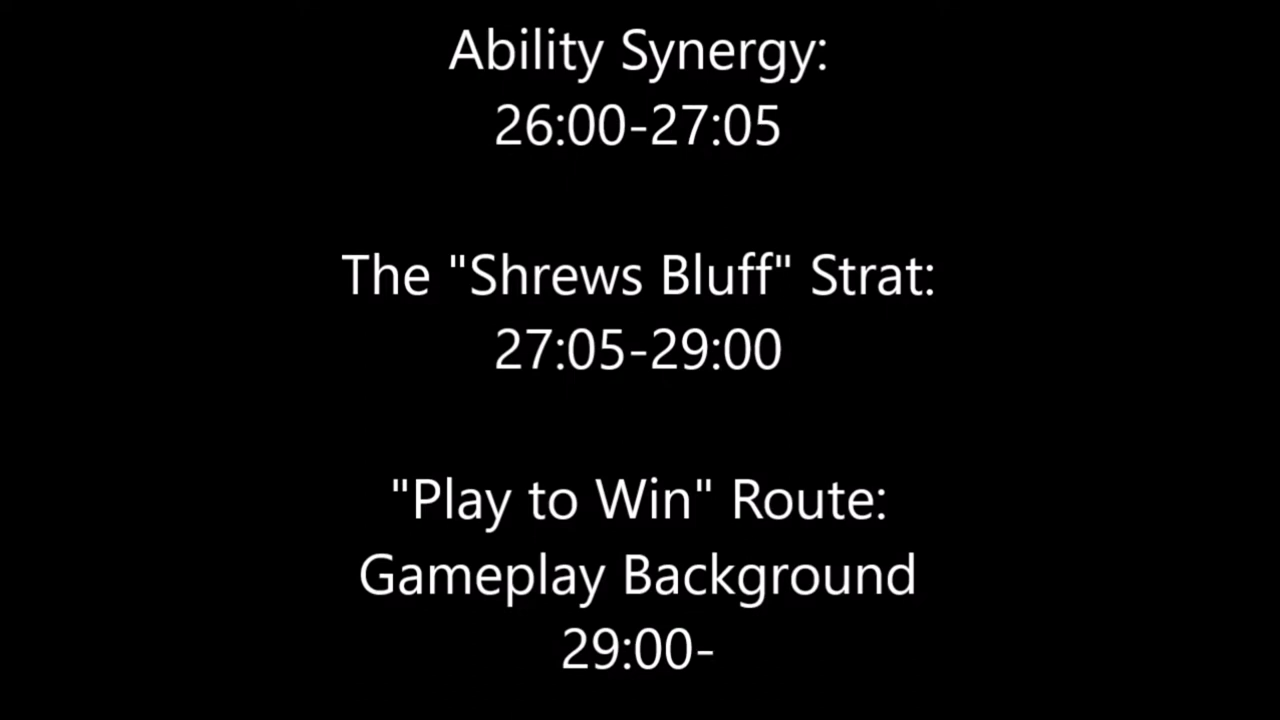 Ability Synergy:
26:00-27:05
The "Shrews Bluff" Strat:
27:05-29:00
"Play to Win" Route:
Gameplay Background
29:00-